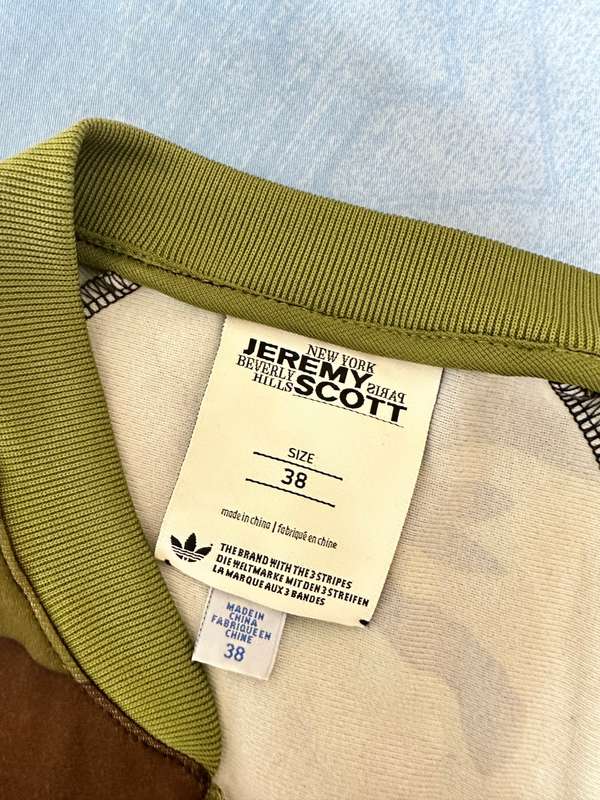 NEW YORK
JEREMY
BEVERLY
PARIS
HILLS SCOTT
SIZE
38
made in china | fabriqué en chine
THE BRAND WITH THE 3 STRIPES
DIE WELTMARKE MIT DEN 3 STREIFEN
LA MARQUE AUX 3 BANDES
MADE IN
CHINA
FABRIQUE EN
CHINE
38